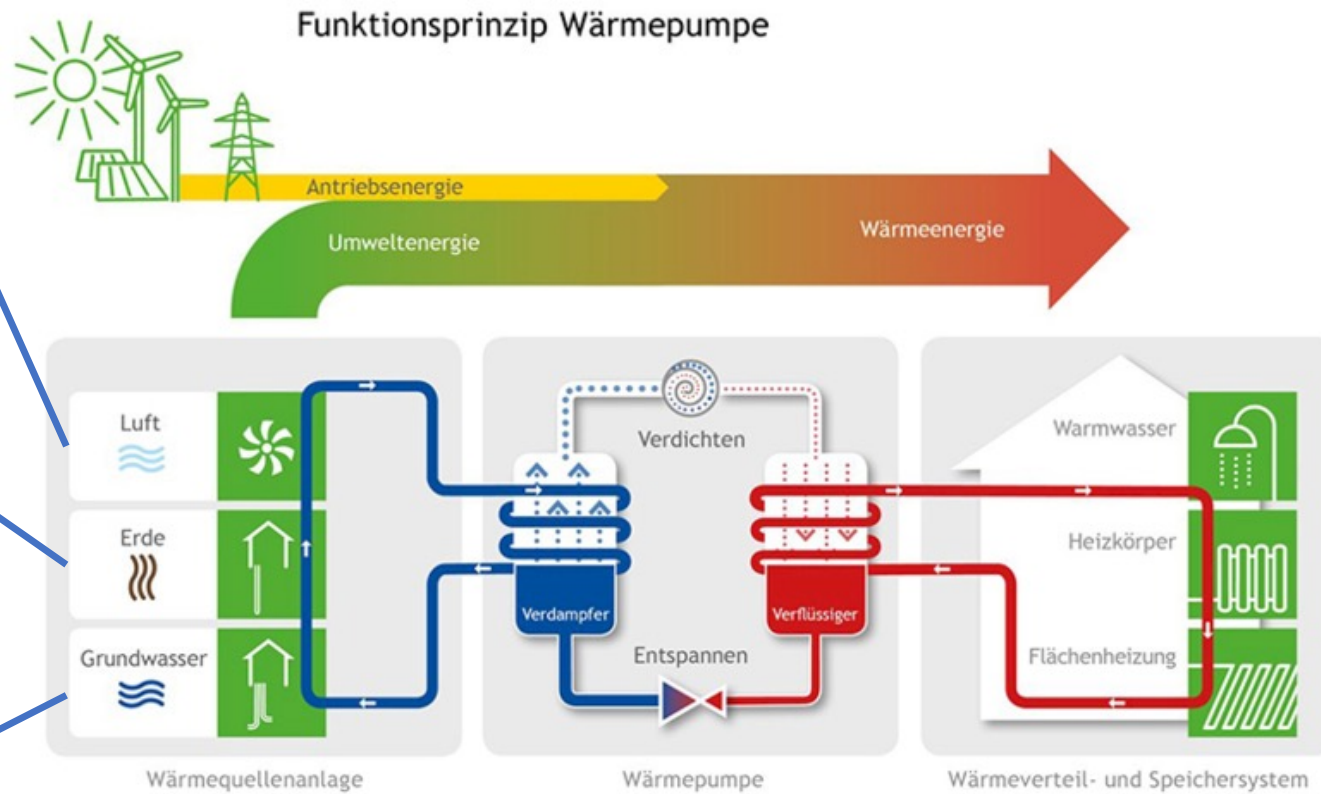 Funktionsprinzip Wärmepumpe
Antriebsenergie
Umweltenergie
Wärmeenergie
Luft
Erde
Grundwasser
Wärmequellenanlage
Verdichten
Verdampfer
Verflüssiger
Entspannen
Wärmepumpe
Warmwasser
Heizkörper
Flächenheizung
Wärmeverteil- und Speichersystem